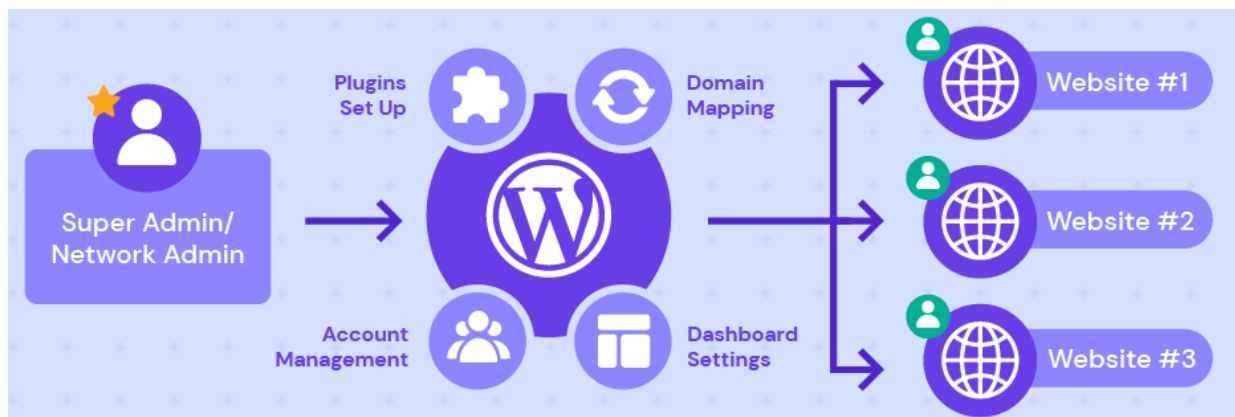 Super Admin/
Network Admin
Plugins
Set Up
Domain
Mapping
Account
Management
Dashboard
Settings
Website #1
Website #2
Website #3